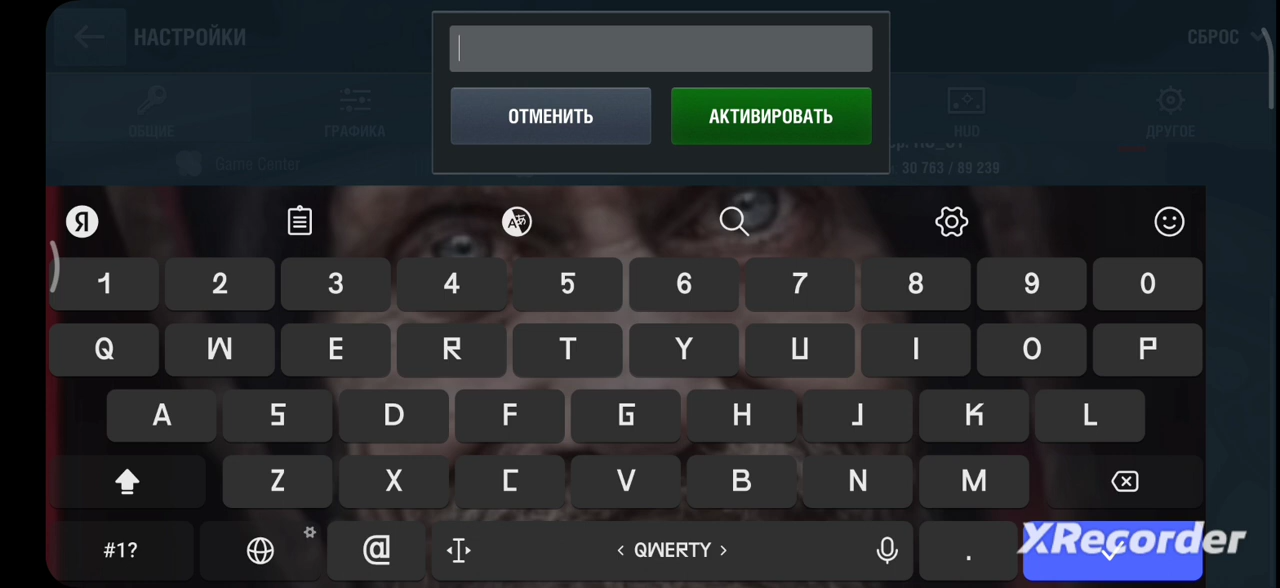 НАСТРОЙКИ
СБРОС
ОТМЕНИТЬ
АКТИВИРОВАТЬ
ОБЩИЕ
ГРАФИКА
HUD
ДРУГОЕ
Game Center
30 763 / 89 239
Я
1 2 3 4 5 6 7 8 9 0
Q W E R T Y U I O P
A S D F G H J K L
Z X C V B N M
#1?
@
< QWERTY >
.
XRecorder